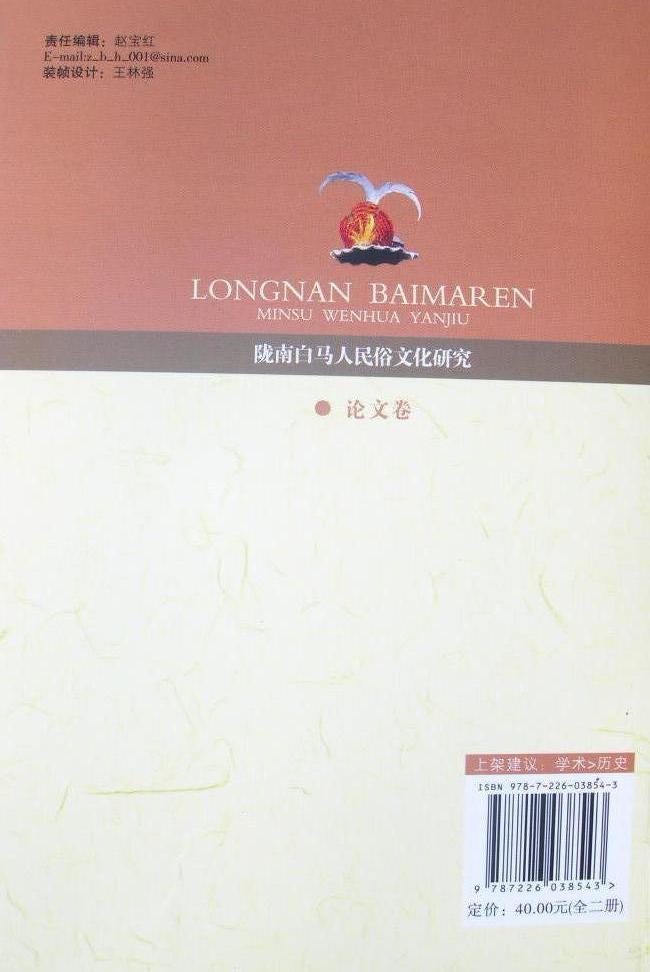 责任编辑：赵宝红
E-mail:z_b_h_001@sina.com
装帧设计：王林强
LONGNAN BAIMAREN
MINSU WENHUA YANJIU
陇南白马人民俗文化研究
● 论文卷
上架建议：学术>历史
ISBN 978-7-226-03854-3
9 787226 038543 >
定价：40.00元(全二册)